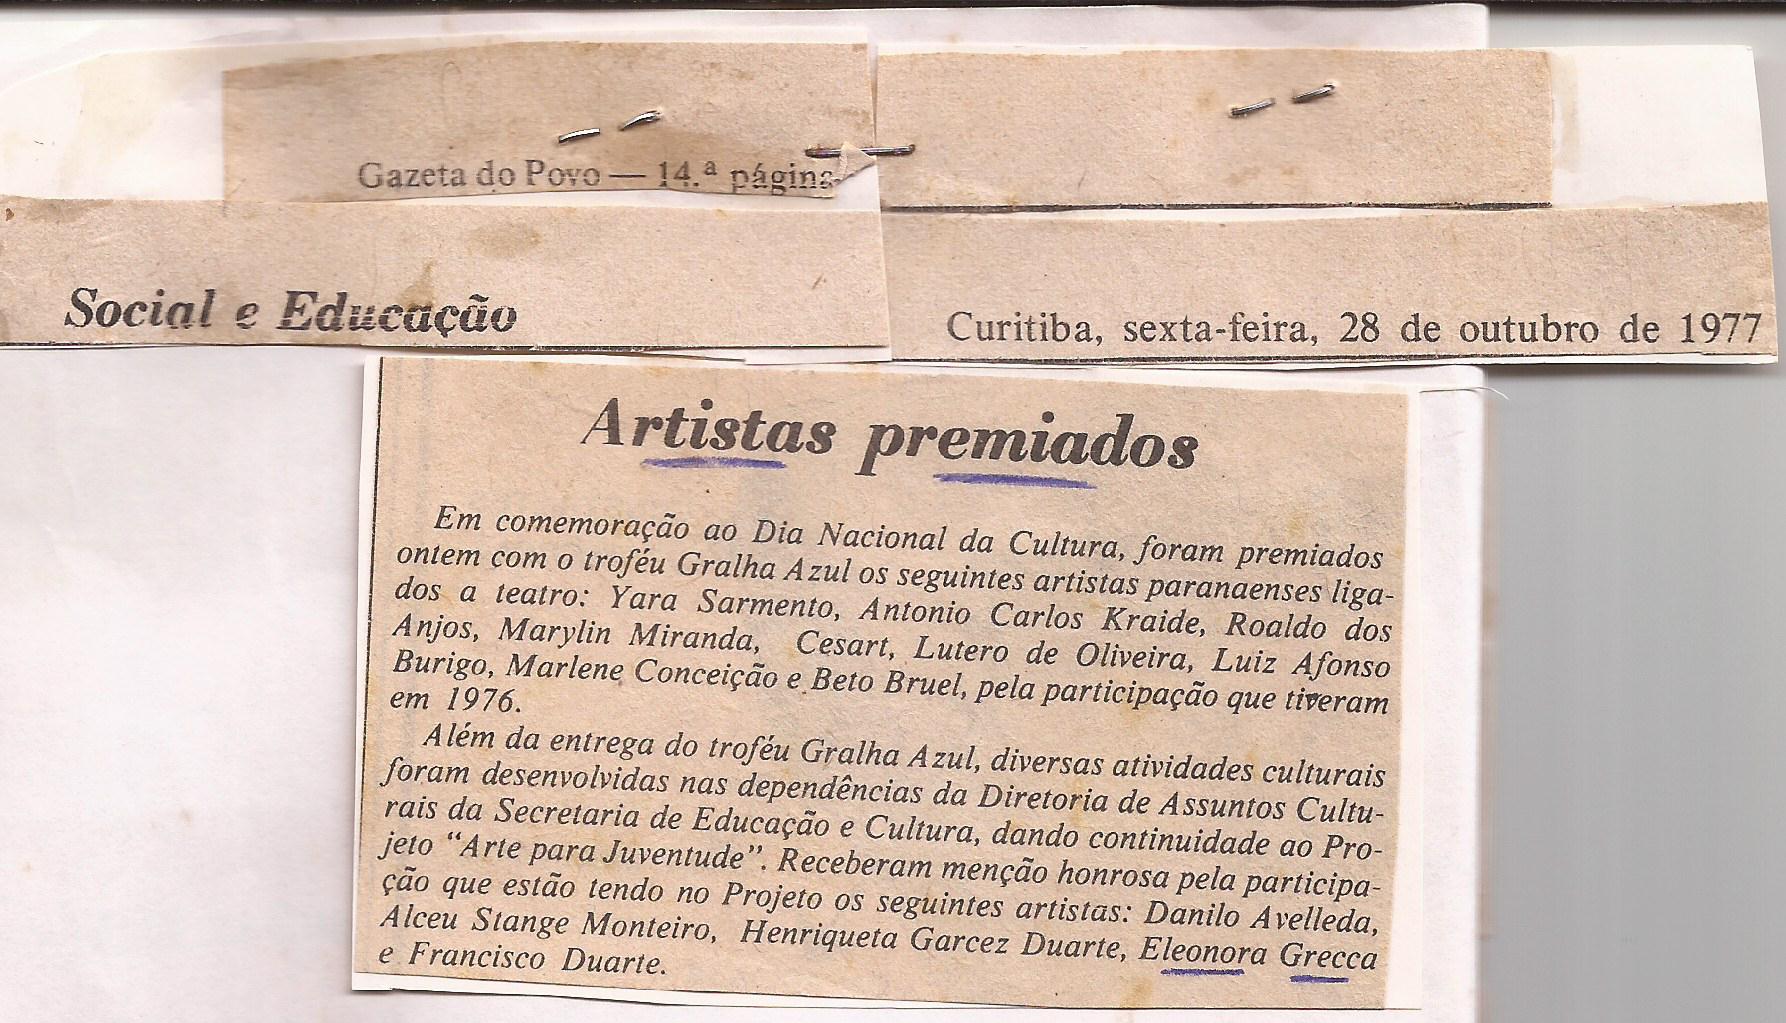 Gazeta do Povo — 14.ª página
Social e Educação
Curitiba, sexta-feira, 28 de outubro de 1977
Artistas premiados
Em comemoração ao Dia Nacional da Cultura, foram premiados
ontem com o troféu Gralha Azul os seguintes artistas paranaenses liga-
dos a teatro: Yara Sarmento, Antonio Carlos Kraide, Roaldo dos
Anjos, Marylin Miranda, Cesart, Lutero de Oliveira, Luiz Afonso
Burigo, Marlene Conceição e Beto Bruel, pela participação que tiveram
em 1976.
Além da entrega do troféu Gralha Azul, diversas atividades culturais
foram desenvolvidas nas dependências da Diretoria de Assuntos Cultu-
rais da Secretaria de Educação e Cultura, dando continuidade ao Pro-
jeto “Arte para Juventude”. Receberam menção honrosa pela participa-
ção que estão tendo no Projeto os seguintes artistas: Danilo Avelleda,
Alceu Stange Monteiro, Henriqueta Garcez Duarte, Eleonora Grecca
e Francisco Duarte.